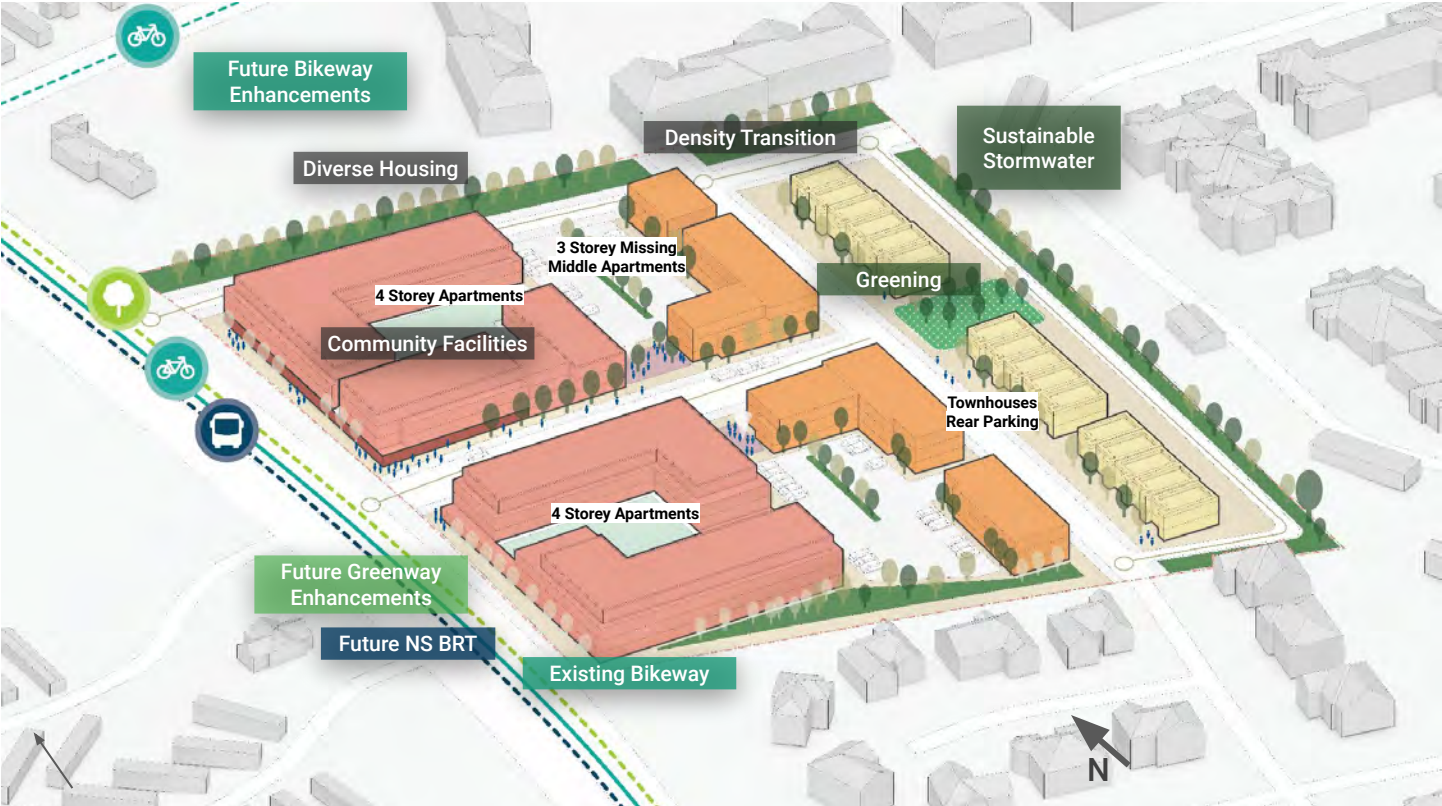 Future Bikeway
Enhancements
Density Transition
Sustainable
Stormwater
Diverse Housing
3 Storey Missing
Middle Apartments
Greening
4 Storey Apartments
Community Facilities
Townhouses
Rear Parking
4 Storey Apartments
Future Greenway
Enhancements
Future NS BRT
Existing Bikeway
N